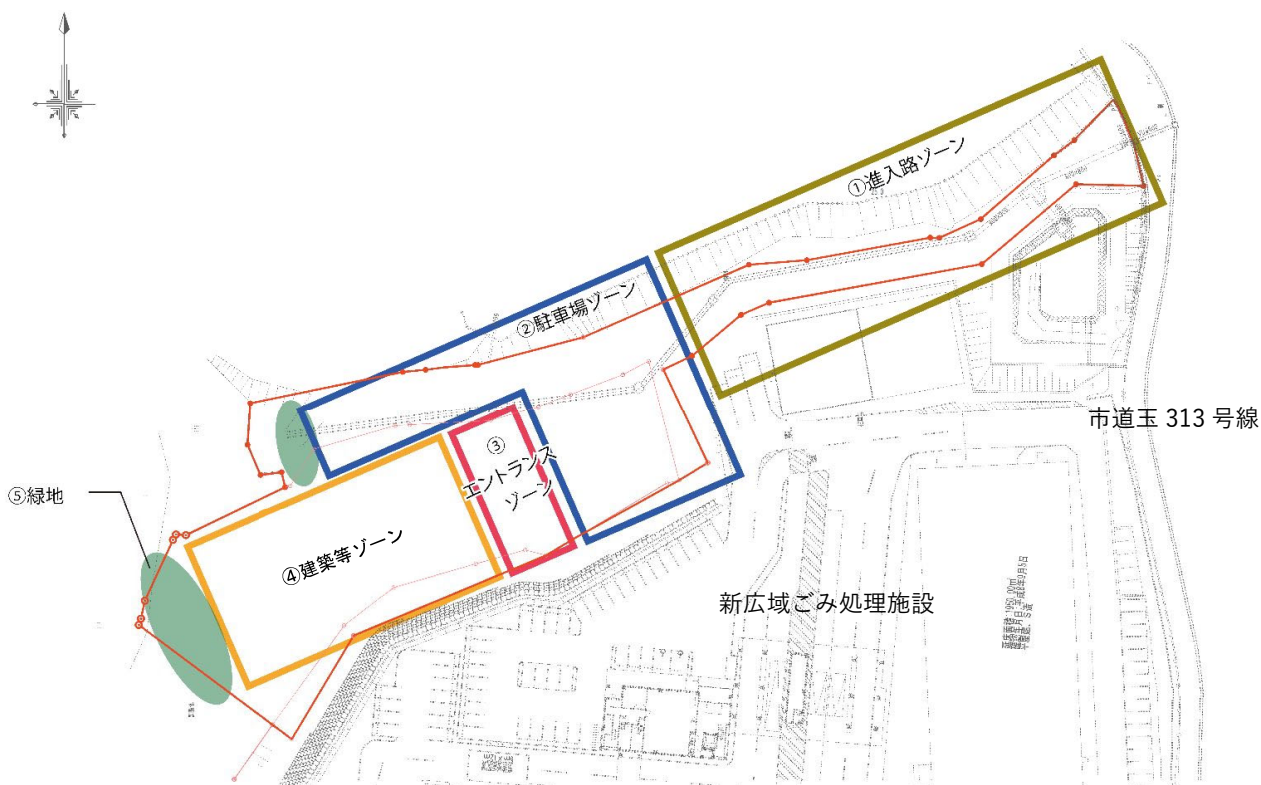 ①進入路ゾーン
②駐車場ゾーン
③
エントランス
ゾーン
市道玉 313 号線
⑤緑地
④建築等ゾーン
新広域ごみ処理施設